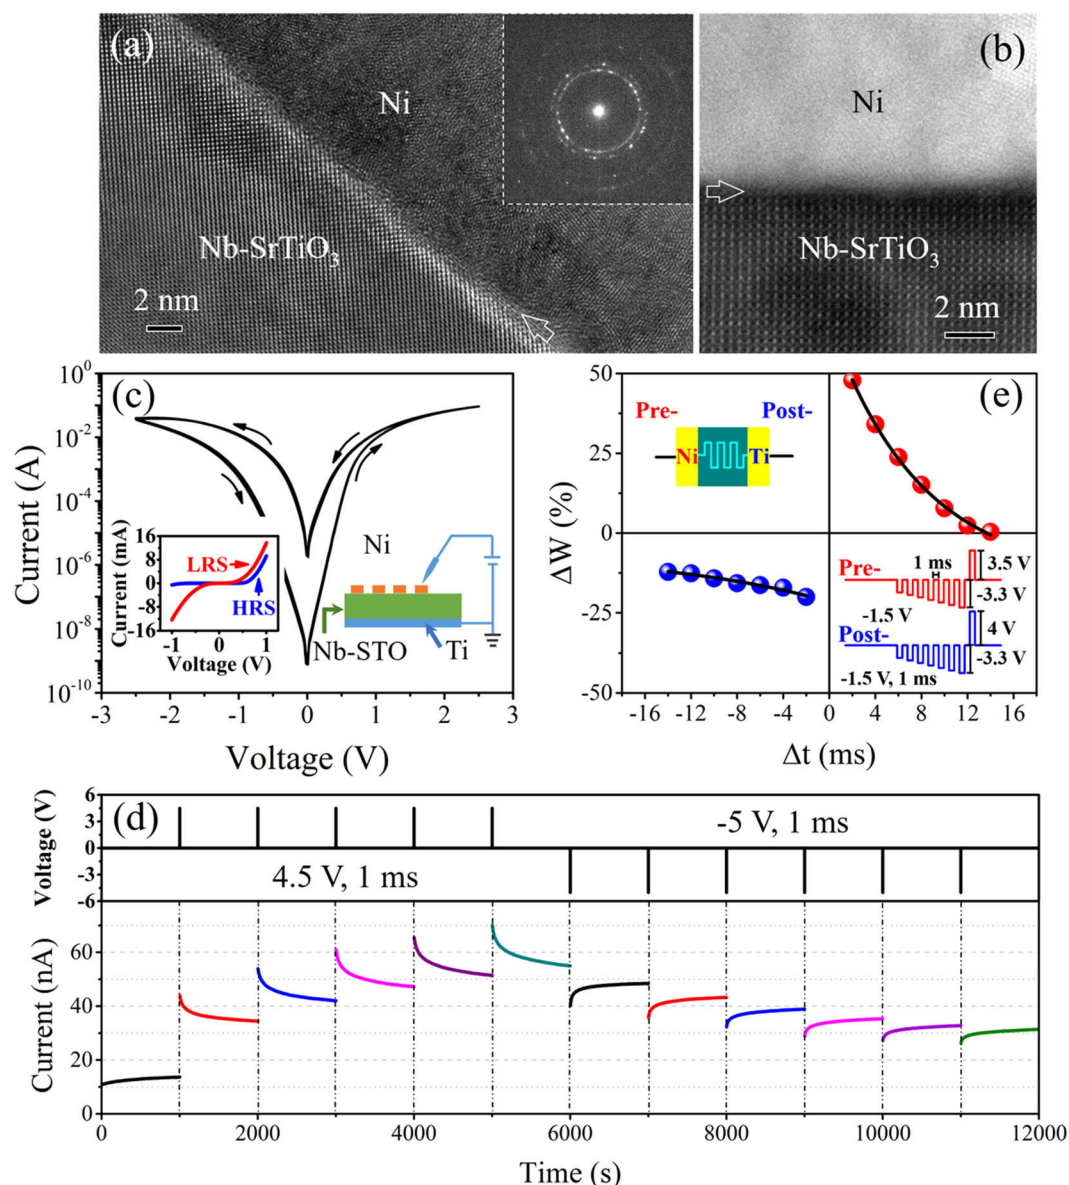 (a)
Ni
Nb-SrTiO3
2 nm
(b)
Ni
Nb-SrTiO3
2 nm
(c)
Current (A)
10^0
10^-2
10^-4
10^-5
10^-6
10^-8
10^-10
-3 -2 -1 0 1 2 3
Voltage (V)
Current (mA)
16
8
0
-8
-16
LRS
HRS
-1 0 1
Voltage (V)
Ni
Nb-STO
Ti
(e)
ΔW (%)
50
25
0
-25
-50
Pre- Post-
Ni Ti
1 ms
3.5 V
Pre-
-3.3 V
-1.5 V
4 V
Post-
-3.3 V
-1.5 V, 1 ms
-16 -12 -8 -4 0 4 8 12 16
Δt (ms)
(d)
Voltage (V)
6
3
0
-3
-6
-5 V, 1 ms
4.5 V, 1 ms
Current (nA)
60
40
20
0
0 2000 4000 6000 8000 10000 12000
Time (s)